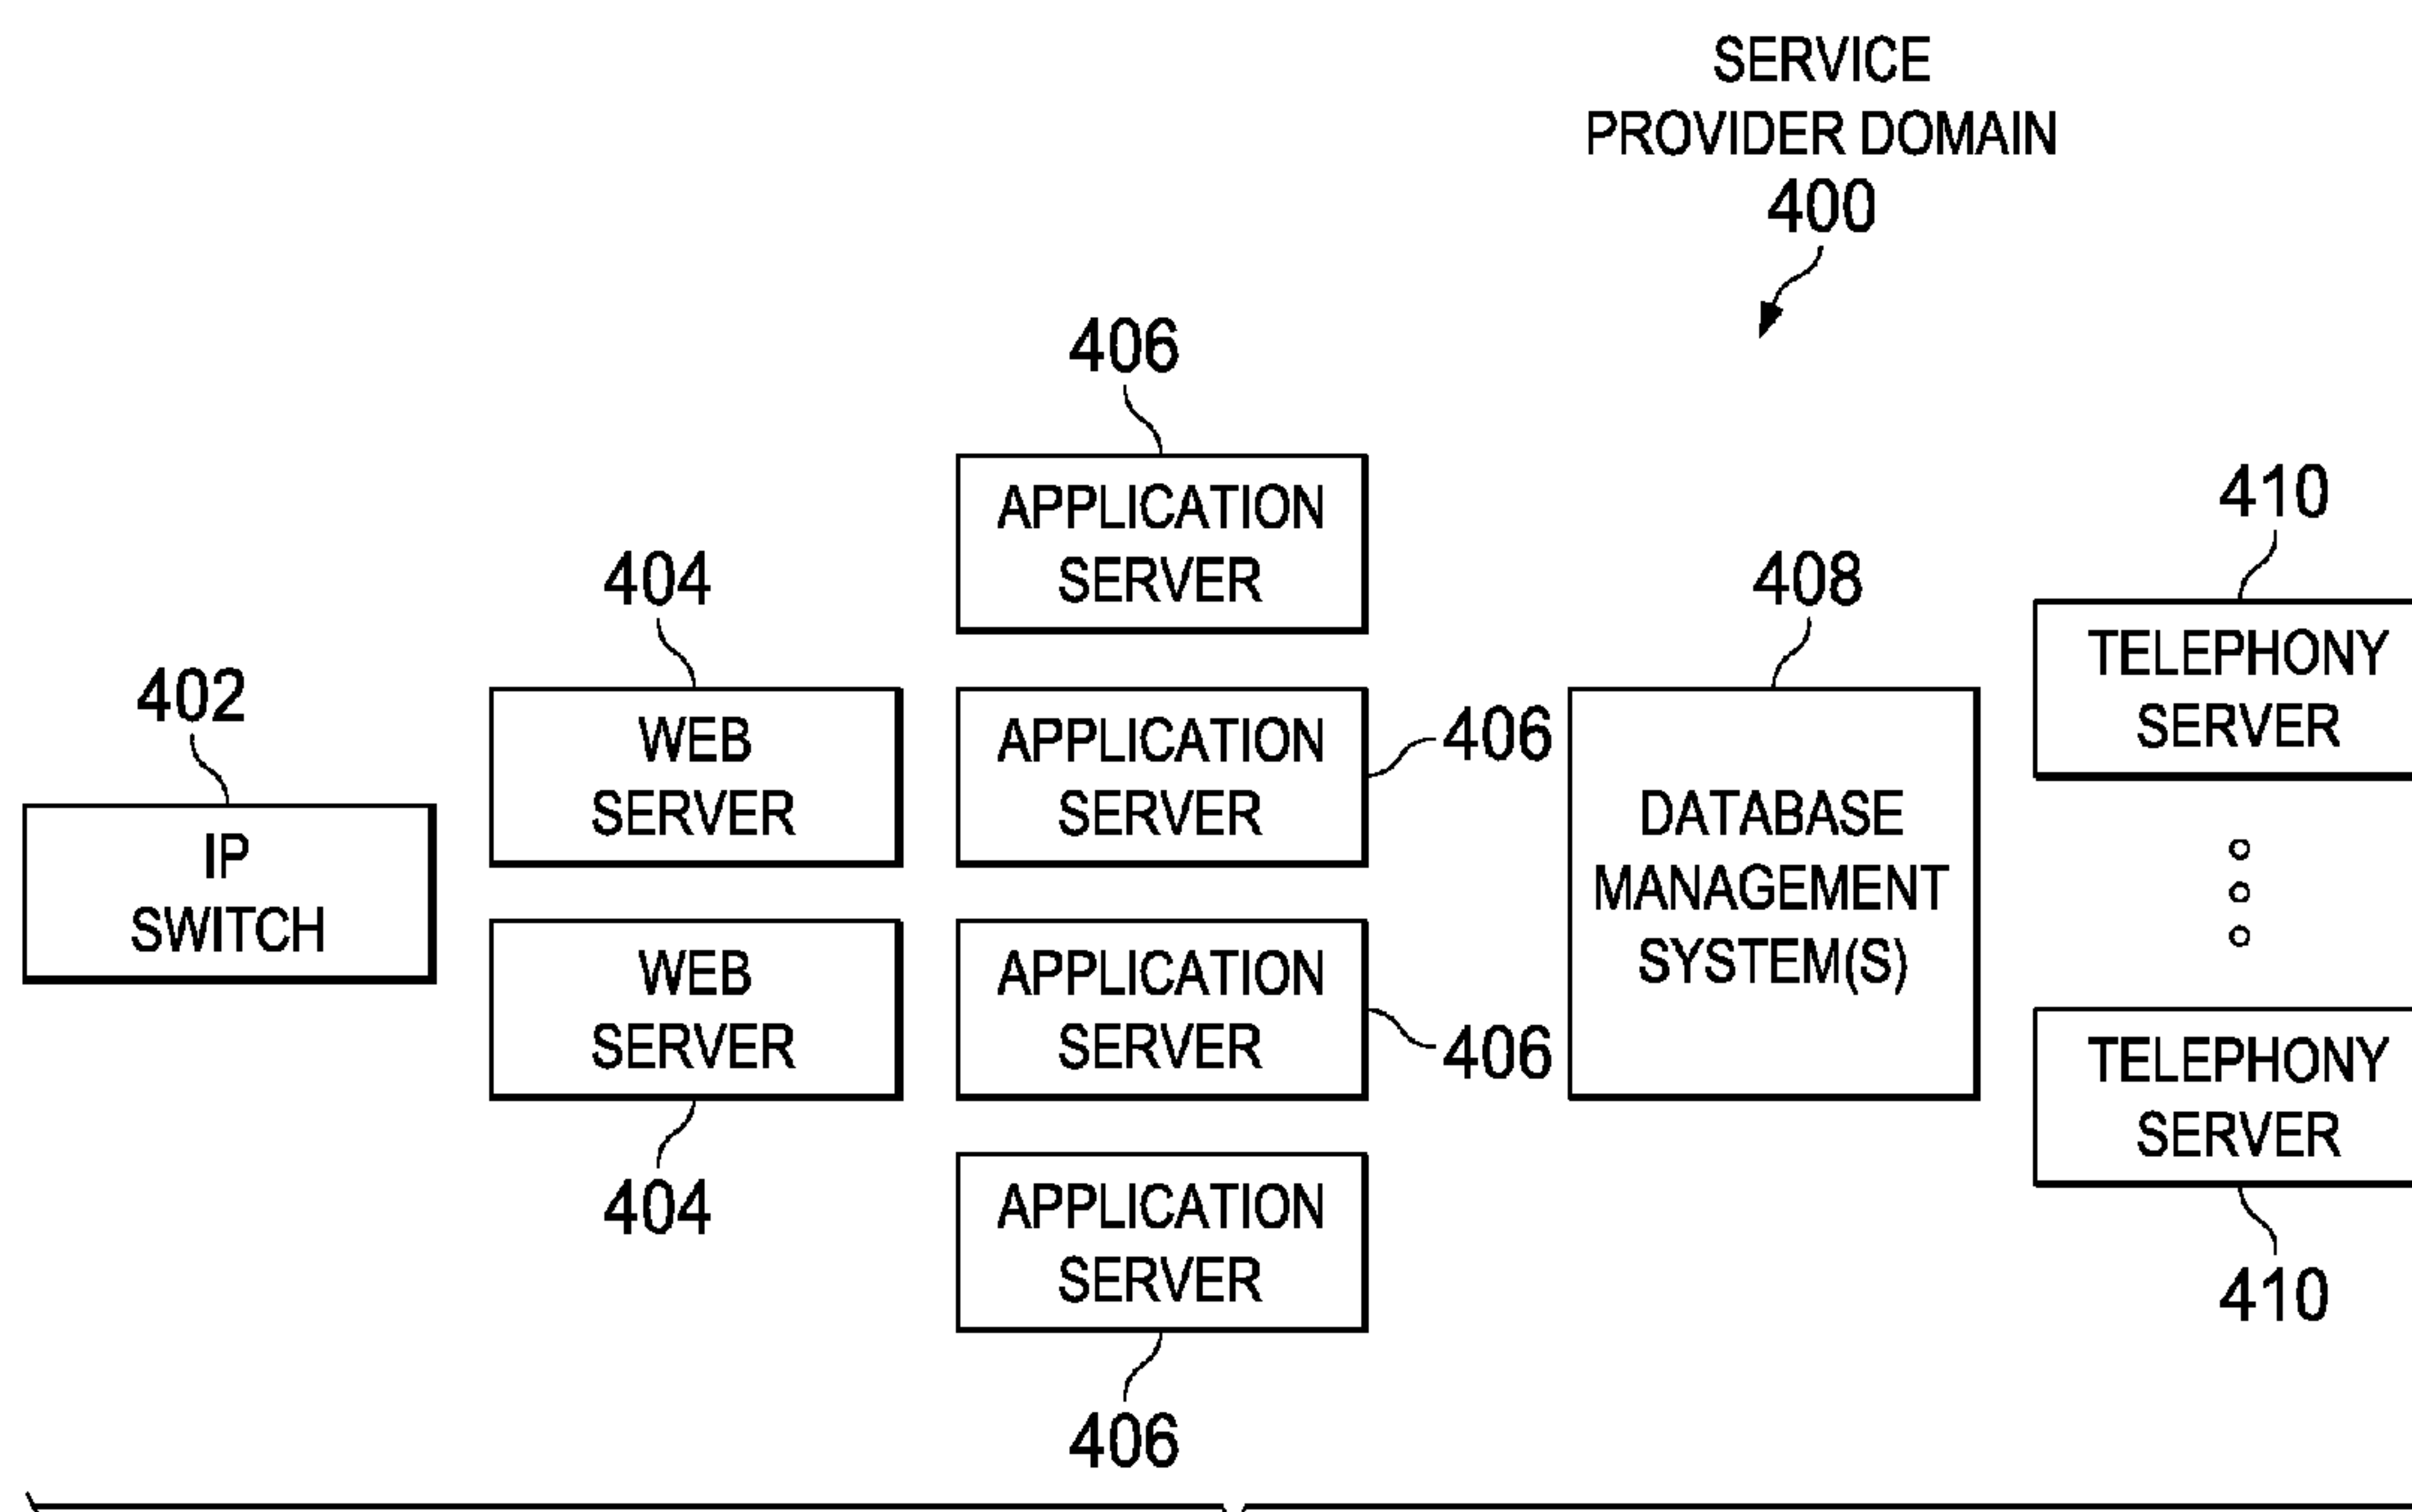 SERVICE
PROVIDER DOMAIN
400
406
APPLICATION
SERVER
410
404
408
TELEPHONY
SERVER
402
WEB
SERVER
APPLICATION
SERVER
406
IP
SWITCH
DATABASE
MANAGEMENT
SYSTEM(S)
WEB
SERVER
APPLICATION
SERVER
406
TELEPHONY
SERVER
404
APPLICATION
SERVER
410
406